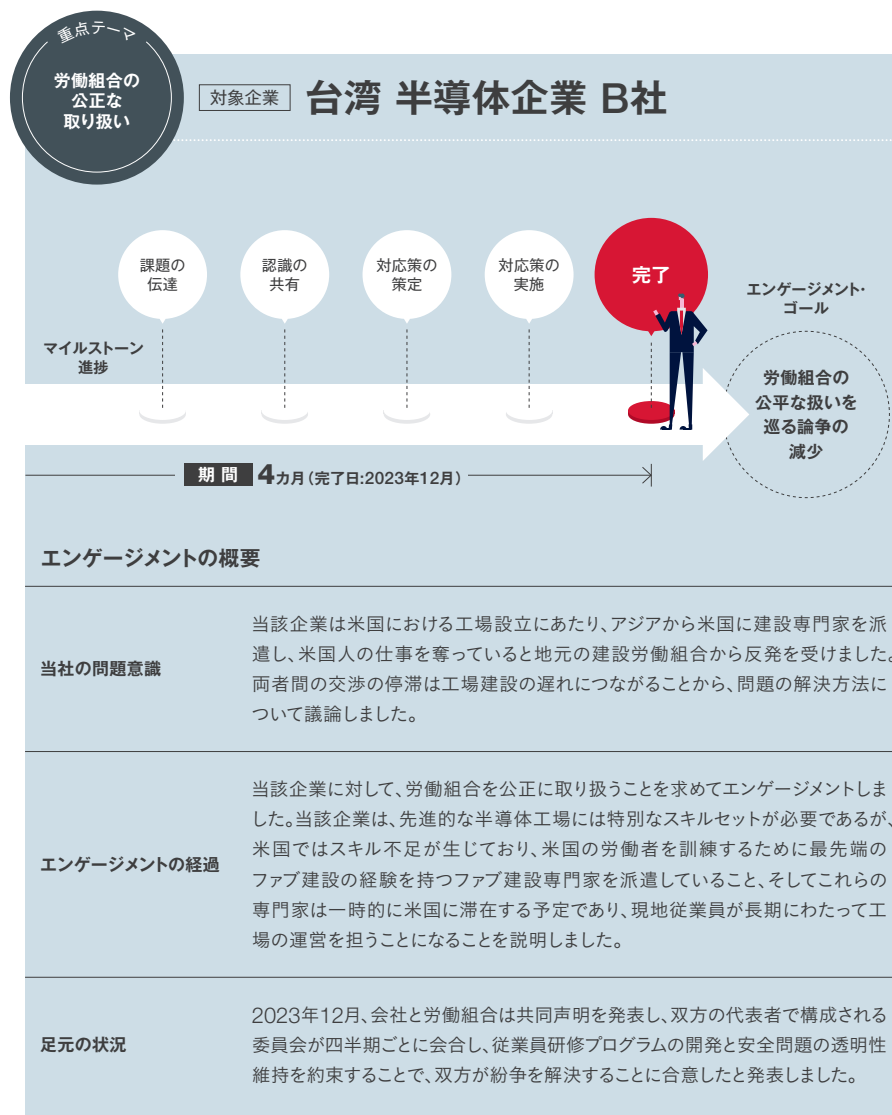 重点テーマ
労働組合の
公正な
取り扱い
対象企業 台湾 半導体企業 B社
課題の
伝達
認識の
共有
対応策の
策定
対応策の
実施
完了
エンゲージメント・
ゴール
マイルストーン
進捗
労働組合の
公平な扱いを
巡る論争の
減少
期間 4カ月(完了日:2023年12月)
エンゲージメントの概要
当社の問題意識
当該企業は米国における工場設立にあたり、アジアから米国に建設専門家を派
遣し、米国人の仕事を奪っていると地元の建設労働組合から反発を受けました。
両者間の交渉の停滞は工場建設の遅れにつながることから、問題の解決方法に
ついて議論しました。
エンゲージメントの経過
当該企業に対して、労働組合を公正に取り扱うことを求めてエンゲージメントしま
した。当該企業は、先進的な半導体工場には特別なスキルセットが必要であるが、
米国ではスキル不足が生じており、米国の労働者を訓練するために最先端の
ファブ建設の経験を持つファブ建設専門家を派遣していること、そしてこれらの
専門家は一時的に米国に滞在する予定であり、現地従業員が長期にわたって工
場の運営を担うことになることを説明しました。
足元の状況
2023年12月、会社と労働組合は共同声明を発表し、双方の代表者で構成される
委員会が四半期ごとに会合し、従業員研修プログラムの開発と安全問題の透明性
維持を約束することで、双方が紛争を解決することに合意したと発表しました。